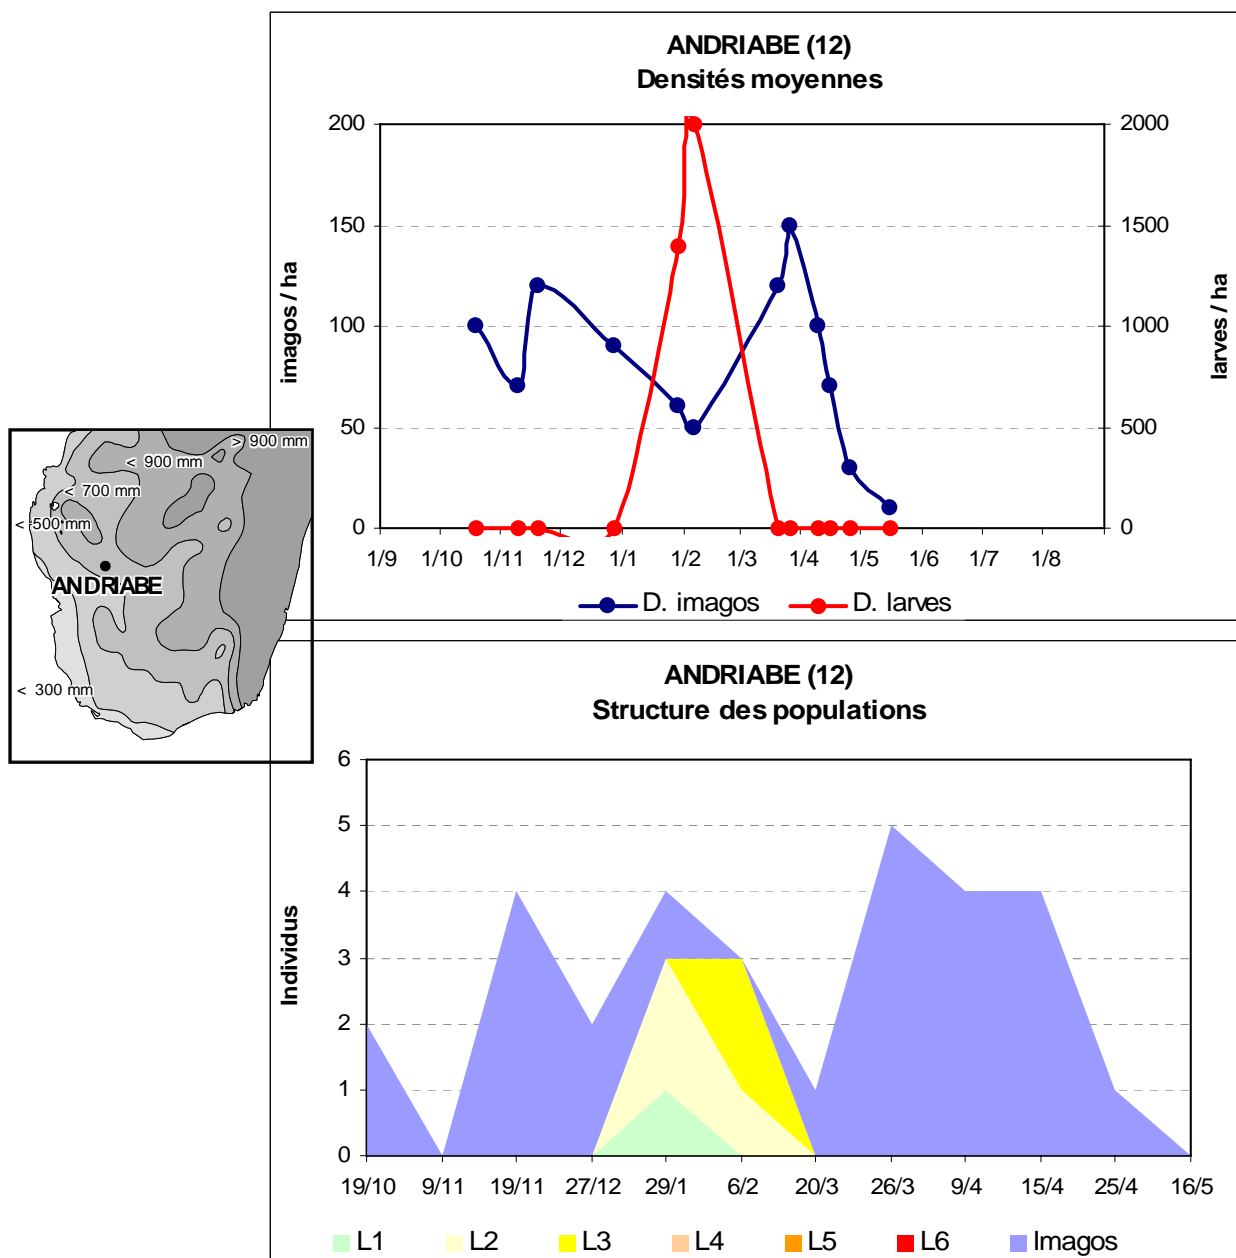 ANDRIABE (12)
Densités moyennes
200
150
100
50
0
imagos / ha
2000
1500
1000
500
0
larves / ha
1/9 1/10 1/11 1/12 1/1 1/2 1/3 1/4 1/5 1/6 1/7 1/8
D. imagos D. larves
> 900 mm
< 900 mm
< 700 mm
< 500 mm
ANDRIABE
< 300 mm
ANDRIABE (12)
Structure des populations
6
5
4
3
2
1
0
Individus
19/10 9/11 19/11 27/12 29/1 6/2 20/3 26/3 9/4 15/4 25/4 16/5
L1 L2 L3 L4 L5 L6 Imagos